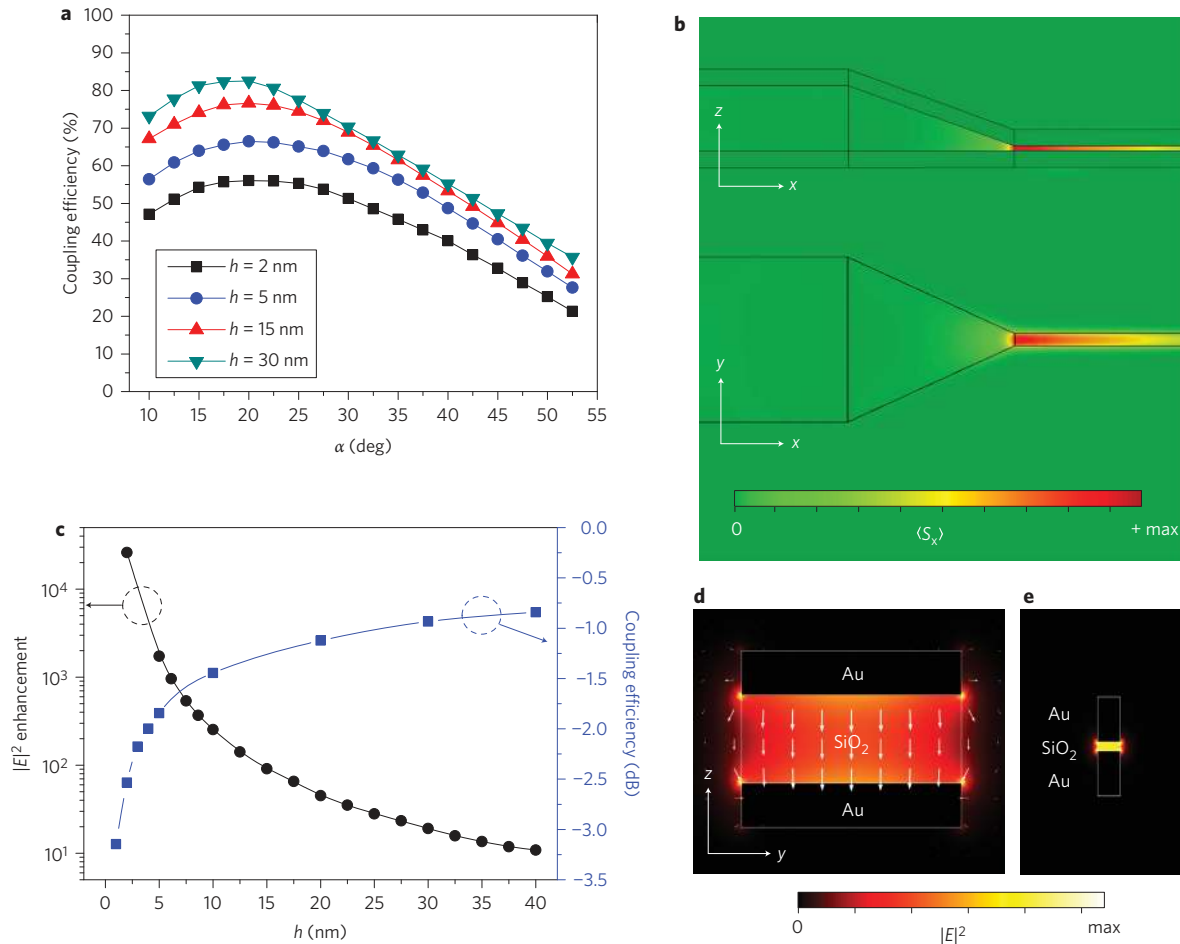 a
100
90
80
70
60
50
40
30
20
10
0
Coupling efficiency (%)
h = 2 nm
h = 5 nm
h = 15 nm
h = 30 nm
10 15 20 25 30 35 40 45 50 55
α (deg)
b
z
x
y
x
0
⟨Sₓ⟩
+ max
c
10⁴
10³
10²
10¹
|E|² enhancement
0.0
−0.5
−1.0
−1.5
−2.0
−2.5
−3.0
−3.5
Coupling efficiency (dB)
0 5 10 15 20 25 30 35 40
h (nm)
d
Au
SiO₂
Au
z
y
e
Au
SiO₂
Au
0
|E|²
max